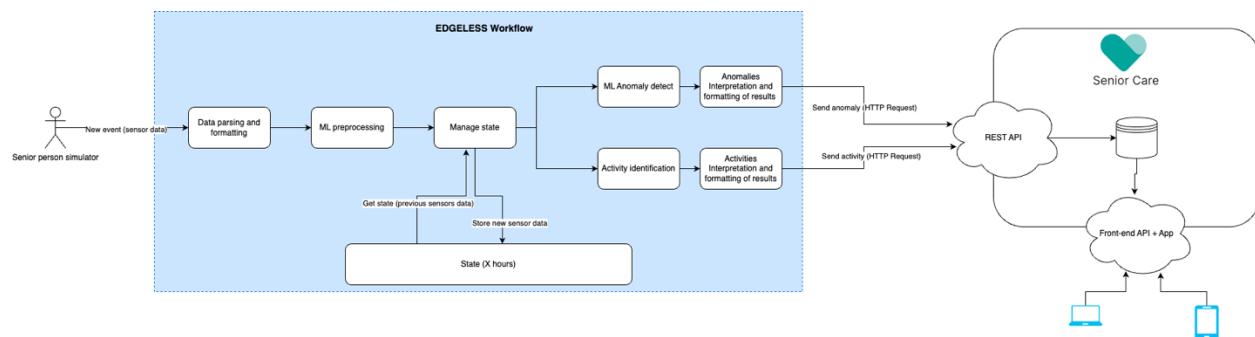 EDGELESS Workflow
Senior Care
ML Anomaly detect
Anomalies
Interpretation and
formatting of results
Send anomaly (HTTP Request)
New event (sensor data)
Senior person simulator
Data parsing and
formatting
ML preprocessing
Manage state
REST API
Send activity (HTTP Request)
Activity identification
Activities
Interpretation and
formatting of results
Get state (previous sensors data)
Store new sensor data
State (X hours)
Front-end API + App